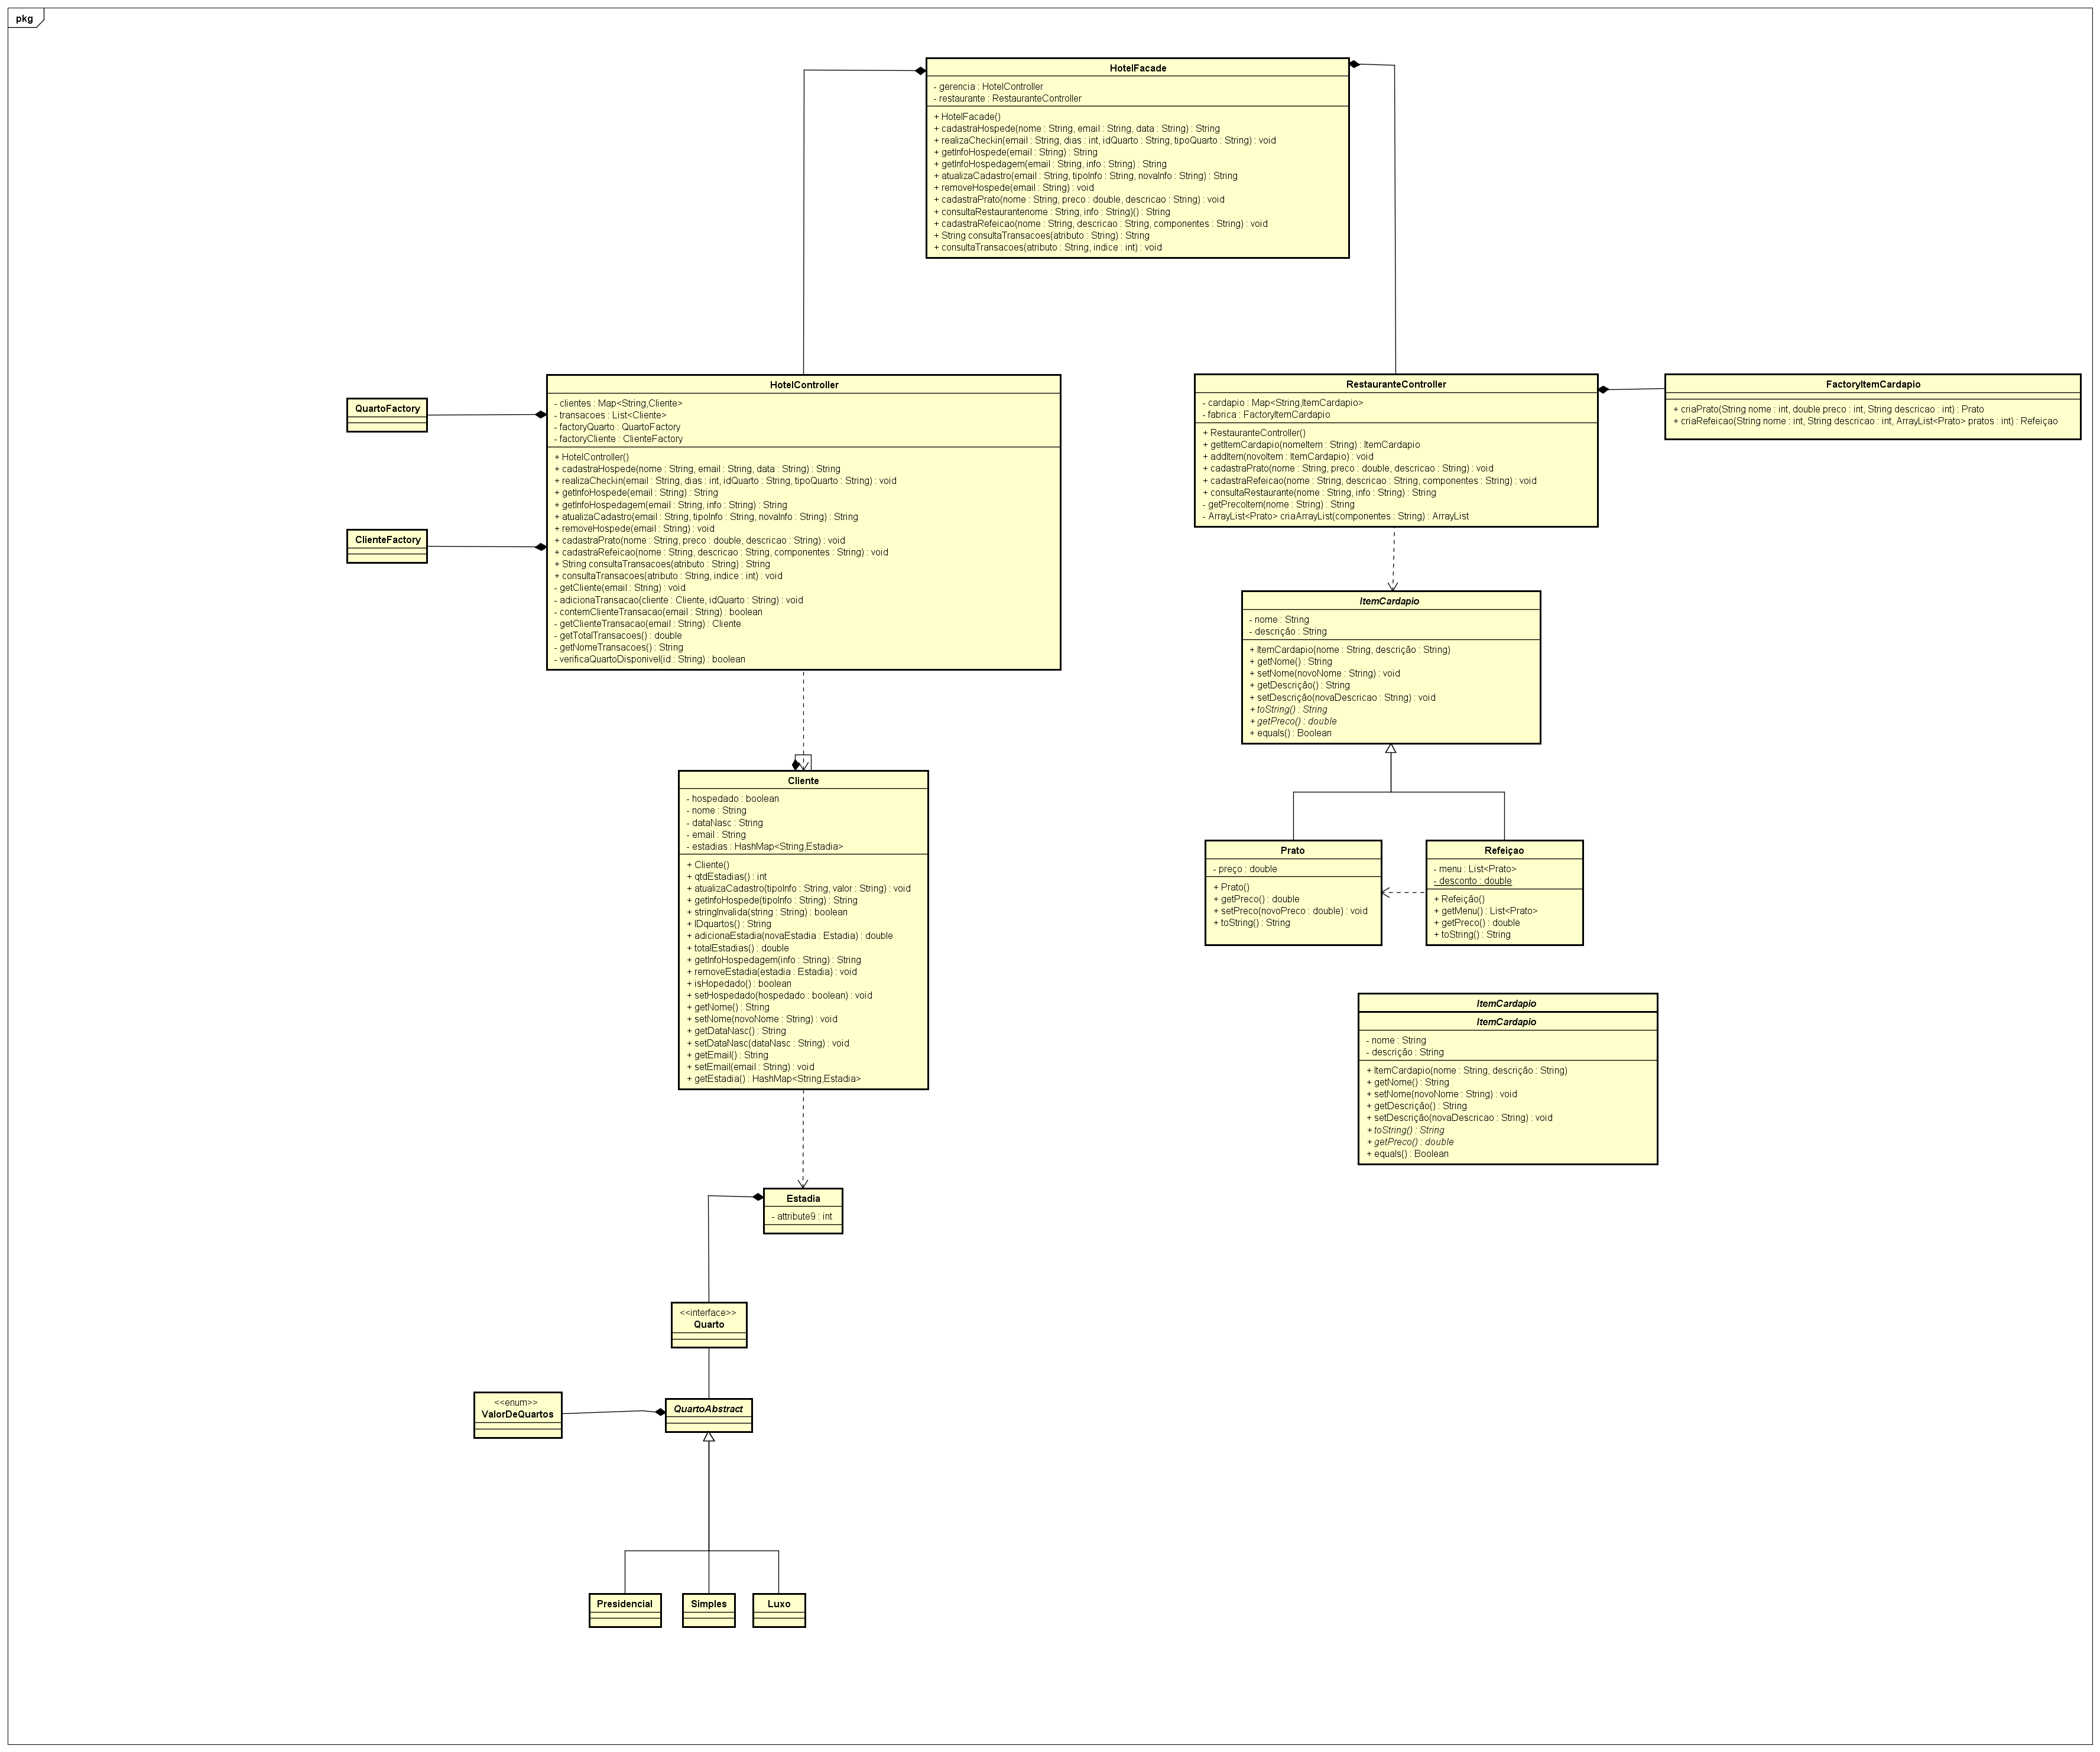 pkg
HotelFacade
- gerencia : HotelController
- restaurante : RestauranteController
+ HotelFacade()
+ cadastraHospede(nome : String, email : String, data : String) : String
+ realizaCheckin(email : String, dias : int, idQuarto : String, tipoQuarto : String) : void
+ getInfoHospede(email : String) : String
+ getInfoHospedagem(email : String, info : String) : String
+ atualizaCadastro(email : String, tipoInfo : String, novaInfo : String) : String
+ removeHospede(email : String) : void
+ cadastraPrato(nome : String, preco : double, descricao : String) : void
+ consultaRestaurantenome : String, info : String)() : String
+ cadastraRefeicao(nome : String, descricao : String, componentes : String) : void
+ String consultaTransacoes(atributo : String) : String
+ consultaTransacoes(atributo : String, indice : int) : void
QuartoFactory
ClienteFactory
HotelController
- clientes : Map<String,Cliente>
- transacoes : List<Cliente>
- factoryQuarto : QuartoFactory
- factoryCliente : ClienteFactory
+ HotelController()
+ cadastraHospede(nome : String, email : String, data : String) : String
+ realizaCheckin(email : String, dias : int, idQuarto : String, tipoQuarto : String) : void
+ getInfoHospede(email : String) : String
+ getInfoHospedagem(email : String, info : String) : String
+ atualizaCadastro(email : String, tipoInfo : String, novaInfo : String) : String
+ removeHospede(email : String) : void
+ cadastraPrato(nome : String, preco : double, descricao : String) : void
+ cadastraRefeicao(nome : String, descricao : String, componentes : String) : void
+ String consultaTransacoes(atributo : String) : String
+ consultaTransacoes(atributo : String, indice : int) : void
- getCliente(email : String) : void
- adicionaTransacao(cliente : Cliente, idQuarto : String) : void
- contemClienteTransacao(email : String) : boolean
- getClienteTransacao(email : String) : Cliente
- getTotalTransacoes() : double
- getNomeTransacoes() : String
- verificaQuartoDisponivel(id : String) : boolean
RestauranteController
- cardapio : Map<String,ItemCardapio>
- fabrica : FactoryItemCardapio
+ RestauranteController()
+ getItemCardapio(nomeItem : String) : ItemCardapio
+ addItem(novoItem : ItemCardapio) : void
+ cadastraPrato(nome : String, preco : double, descricao : String) : void
+ cadastraRefeicao(nome : String, descricao : String, componentes : String) : void
+ consultaRestaurante(nome : String, info : String) : String
- getPrecoItem(nome : String) : String
- ArrayList<Prato> criaArrayList(componentes : String) : ArrayList
FactoryItemCardapio
+ criaPrato(String nome : int, double preco : int, String descricao : int) : Prato
+ criaRefeicao(String nome : int, String descricao : int, ArrayList<Prato> pratos : int) : Refeiçao
ItemCardapio
- nome : String
- descrição : String
+ ItemCardapio(nome : String, descrição : String)
+ getNome() : String
+ setNome(novoNome : String) : void
+ getDescrição() : String
+ setDescrição(novaDescricao : String) : void
+ toString() : String
+ getPreco() : double
+ equals() : Boolean
Cliente
- hospedado : boolean
- nome : String
- dataNasc : String
- email : String
- estadias : HashMap<String,Estadia>
+ Cliente()
+ qtdEstadias() : int
+ atualizaCadastro(tipoInfo : String, valor : String) : void
+ getInfoHospede(tipoInfo : String) : String
+ stringInvalida(string : String) : boolean
+ IDquartos() : String
+ adicionaEstadia(novaEstadia : Estadia) : double
+ totalEstadias() : double
+ getInfoHospedagem(info : String) : String
+ removeEstadia(estadia : Estadia) : void
+ isHopedado() : boolean
+ setHospedado(hospedado : boolean) : void
+ getNome() : String
+ setNome(novoNome : String) : void
+ getDataNasc() : String
+ setDataNasc(dataNasc : String) : void
+ getEmail() : String
+ setEmail(email : String) : void
+ getEstadia() : HashMap<String,Estadia>
Prato
- preço : double
+ Prato()
+ getPreco() : double
+ setPreco(novoPreco : double) : void
+ toString() : String
Refeiçao
- menu : List<Prato>
- desconto : double
+ Refeição()
+ getMenu() : List<Prato>
+ getPreco() : double
+ toString() : String
ItemCardapio
ItemCardapio
- nome : String
- descrição : String
+ ItemCardapio(nome : String, descrição : String)
+ getNome() : String
+ setNome(novoNome : String) : void
+ getDescrição() : String
+ setDescrição(novaDescricao : String) : void
+ toString() : String
+ getPreco() : double
+ equals() : Boolean
Estadia
- attribute9 : int
<<interface>>
Quarto
<<enum>>
ValorDeQuartos
QuartoAbstract
Presidencial
Simples
Luxo